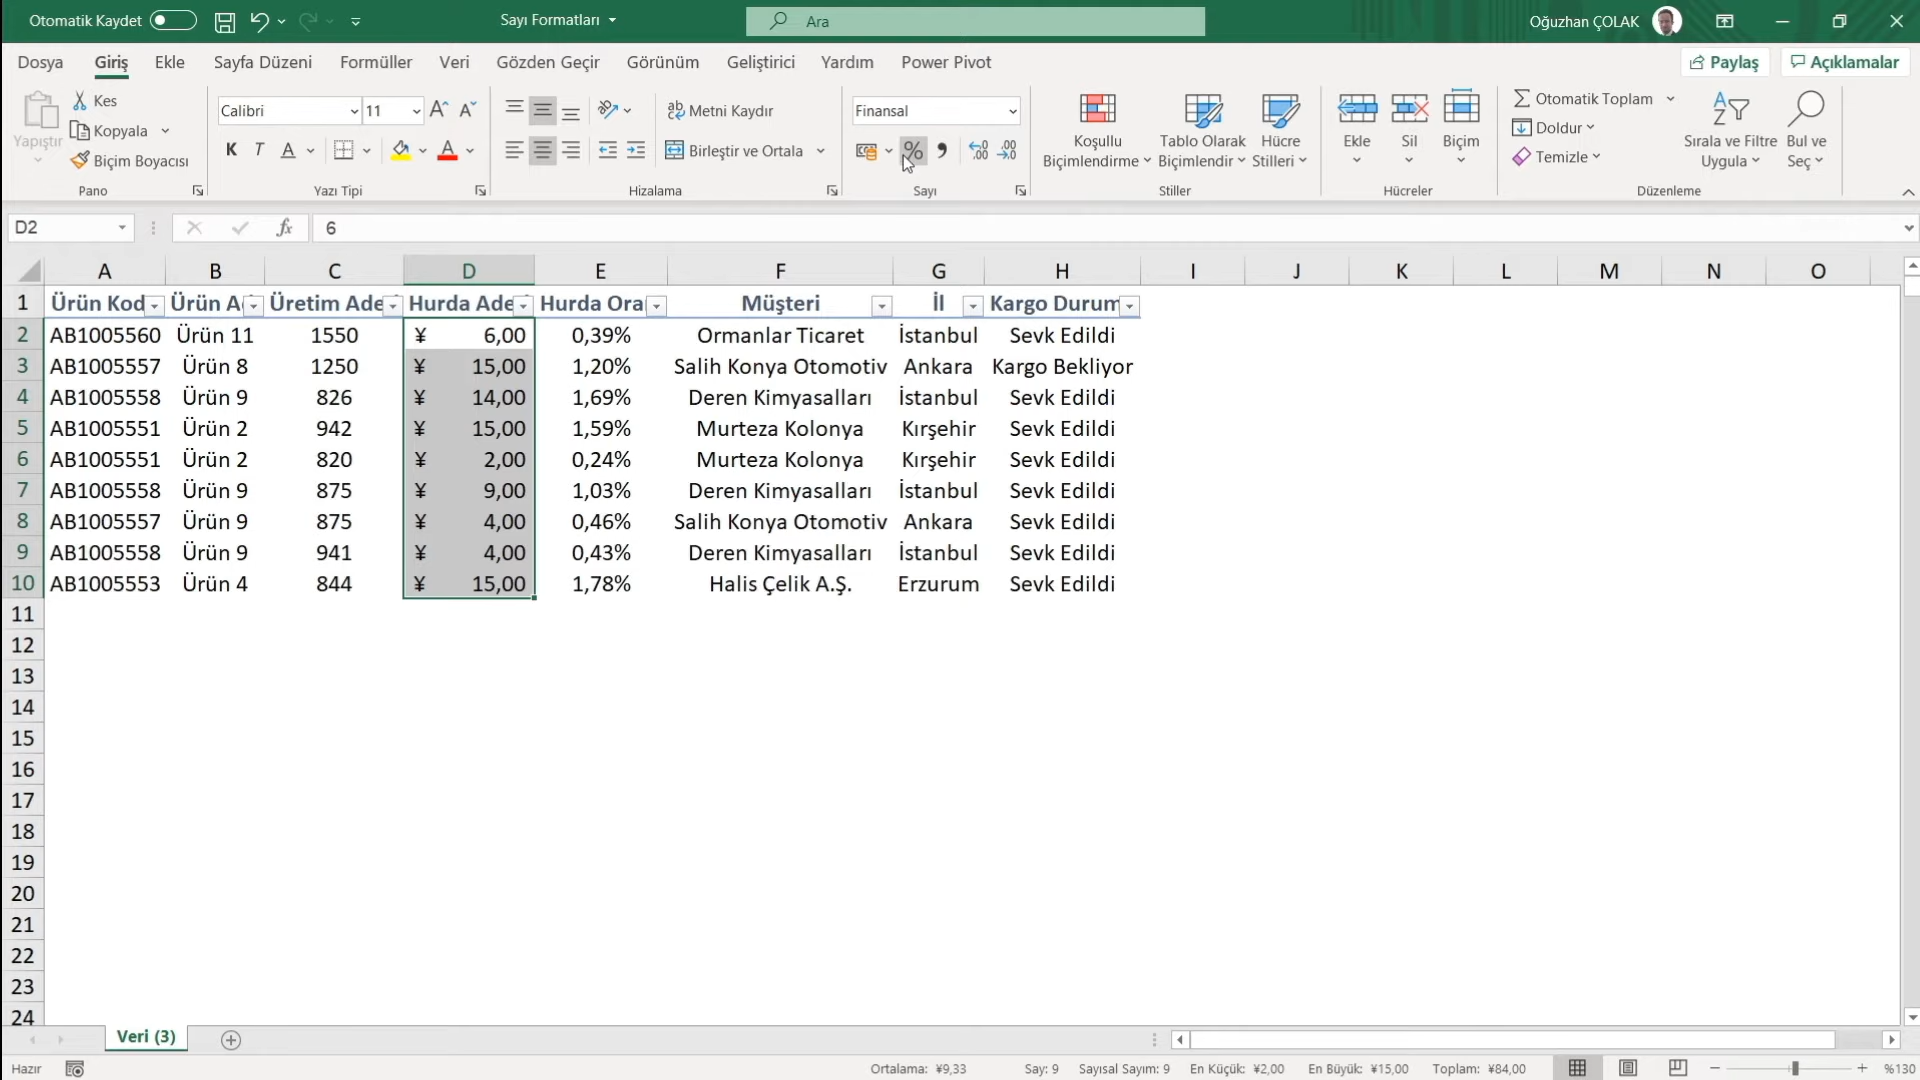 Otomatik Kaydet
Sayı Formatları
Ara
Oğuzhan ÇOLAK
Dosya Giriş Ekle Sayfa Düzeni Formüller Veri Gözden Geçir Görünüm Geliştirici Yardım Power Pivot
Paylaş Açıklamalar
Yapıştır
Kes
Kopyala
Biçim Boyacısı
Pano
Calibri 11
K T A A
Yazı Tipi
Metni Kaydır
Birleştir ve Ortala
Hizalama
Finansal
%
Sayı
Koşullu Biçimlendirme
Tablo Olarak Biçimlendir
Hücre Stilleri
Stiller
Ekle Sil Biçim
Hücreler
Otomatik Toplam
Doldur
Temizle
Sırala ve Filtre Uygula
Bul ve Seç
Düzenleme
D2 fx 6
A B C D E F G H I J K L M N O
1 Ürün Kod Ürün A Üretim Ade Hurda Ade Hurda Ora Müşteri İl Kargo Durum
2 AB1005560 Ürün 11 1550 ¥ 6,00 0,39% Ormanlar Ticaret İstanbul Sevk Edildi
3 AB1005557 Ürün 8 1250 ¥ 15,00 1,20% Salih Konya Otomotiv Ankara Kargo Bekliyor
4 AB1005558 Ürün 9 826 ¥ 14,00 1,69% Deren Kimyasalları İstanbul Sevk Edildi
5 AB1005551 Ürün 2 942 ¥ 15,00 1,59% Murteza Kolonya Kırşehir Sevk Edildi
6 AB1005551 Ürün 2 820 ¥ 2,00 0,24% Murteza Kolonya Kırşehir Sevk Edildi
7 AB1005558 Ürün 9 875 ¥ 9,00 1,03% Deren Kimyasalları İstanbul Sevk Edildi
8 AB1005557 Ürün 9 875 ¥ 4,00 0,46% Salih Konya Otomotiv Ankara Sevk Edildi
9 AB1005558 Ürün 9 941 ¥ 4,00 0,43% Deren Kimyasalları İstanbul Sevk Edildi
10 AB1005553 Ürün 4 844 ¥ 15,00 1,78% Halis Çelik A.Ş. Erzurum Sevk Edildi
11
12
13
14
15
16
17
18
19
20
21
22
23
24
Veri (3)
Hazır Ortalama: ¥9,33 Say: 9 Sayısal Sayım: 9 En Küçük: ¥2,00 En Büyük: ¥15,00 Toplam: ¥84,00 %130